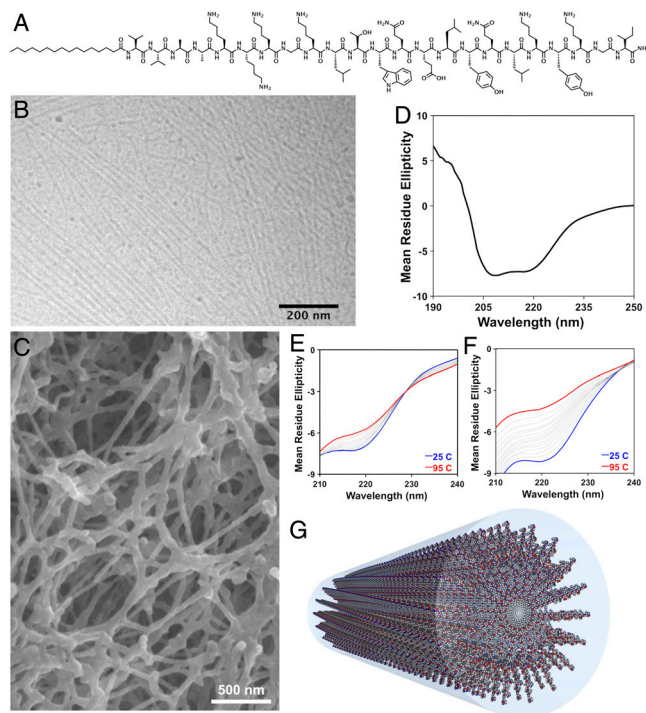 A
B
200 nm
C
500 nm
D
10
5
0
-5
-10
Mean Residue Ellipticity
190
205
220
235
250
Wavelength (nm)
E
0
-3
-6
-9
Mean Residue Ellipticity
25 C
95 C
210
220
230
240
Wavelength (nm)
F
0
-3
-6
-9
Mean Residue Ellipticity
25 C
95 C
210
220
230
240
Wavelength (nm)
G